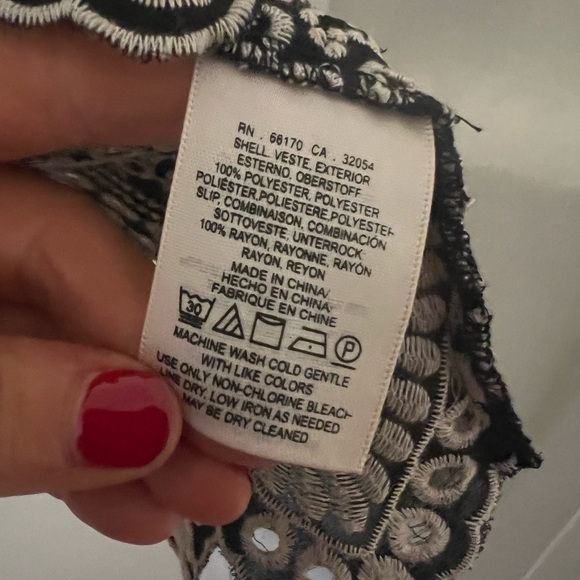 RN . 66170 CA . 32054
SHELL, VESTE, EXTERIOR
ESTERNO, OBERSTOFF
100% POLYESTER, POLYESTER
POLIÉSTER, POLIESTERE, POLYESTER
SLIP, COMBINAISON, COMBINACIÓN
SOTTOVESTE, UNTERROCK
100% RAYON, RAYONNE, RAYÓN
RAYON, REYON
MADE IN CHINA
HECHO EN CHINA
FABRIQUE EN CHINE
30 P
MACHINE WASH COLD GENTLE
WITH LIKE COLORS
USE ONLY NON-CHLORINE BLEACH
LINE DRY, LOW IRON AS NEEDED
MAY BE DRY CLEANED